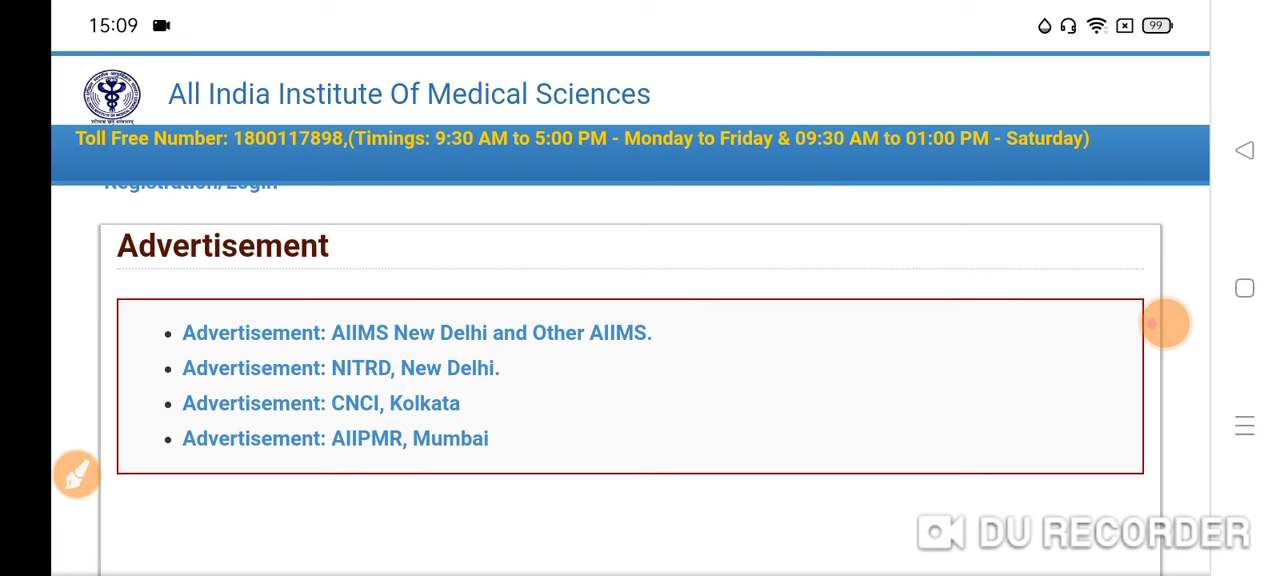 15:09
99
All India Institute Of Medical Sciences
Toll Free Number: 1800117898,(Timings: 9:30 AM to 5:00 PM - Monday to Friday & 09:30 AM to 01:00 PM - Saturday)
Registration/Login
Advertisement
Advertisement: AIIMS New Delhi and Other AIIMS.
Advertisement: NITRD, New Delhi.
Advertisement: CNCI, Kolkata
Advertisement: AIIPMR, Mumbai
DU RECORDER